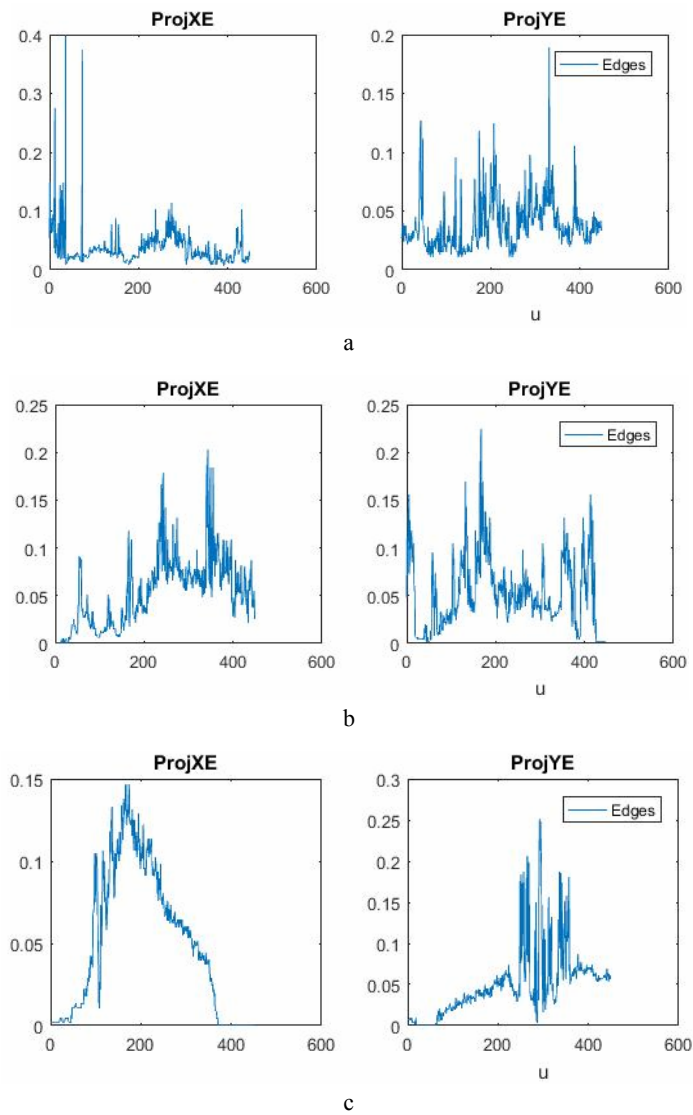 ProjXE ProjYE
0.4 0.2
Edges
0.3 0.15
0.2 0.1
0.1 0.05
0 0
0 200 400 600 0 200 400 600
u
a
ProjXE ProjYE
0.25 0.25
Edges
0.2 0.2
0.15 0.15
0.1 0.1
0.05 0.05
0 0
0 200 400 600 0 200 400 600
u
b
ProjXE ProjYE
0.15 0.3
Edges
0.25
0.1 0.2
0.15
0.05 0.1
0.05
0 0
0 200 400 600 0 200 400 600
u
c